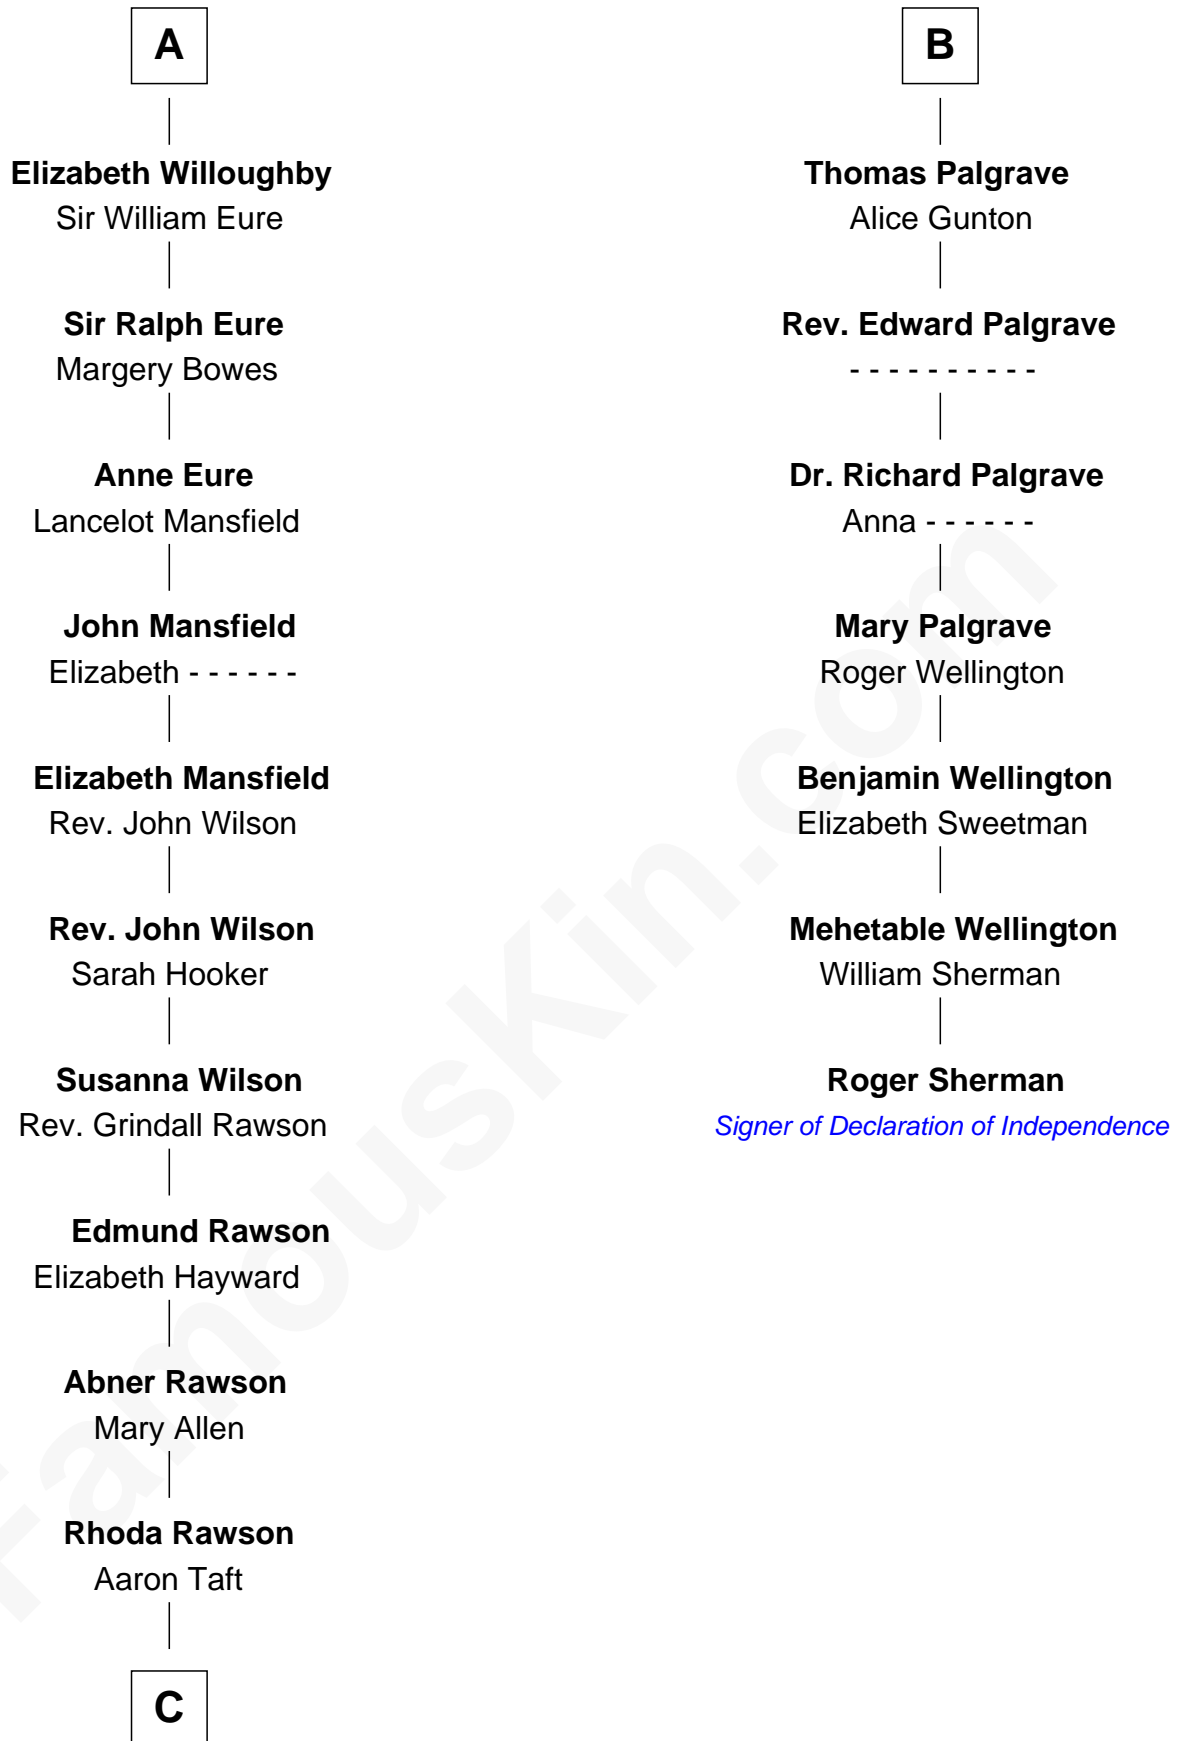 A
Elizabeth Willoughby
Sir William Eure
Sir Ralph Eure
Margery Bowes
Anne Eure
Lancelot Mansfield
John Mansfield
Elizabeth - - - - - -
Elizabeth Mansfield
Rev. John Wilson
Rev. John Wilson
Sarah Hooker
Susanna Wilson
Rev. Grindall Rawson
Edmund Rawson
Elizabeth Hayward
Abner Rawson
Mary Allen
Rhoda Rawson
Aaron Taft
C
B
Thomas Palgrave
Alice Gunton
Rev. Edward Palgrave
- - - - - - - - - -
Dr. Richard Palgrave
Anna - - - - - -
Mary Palgrave
Roger Wellington
Benjamin Wellington
Elizabeth Sweetman
Mehetable Wellington
William Sherman
Roger Sherman
Signer of Declaration of Independence
FamousKin.com